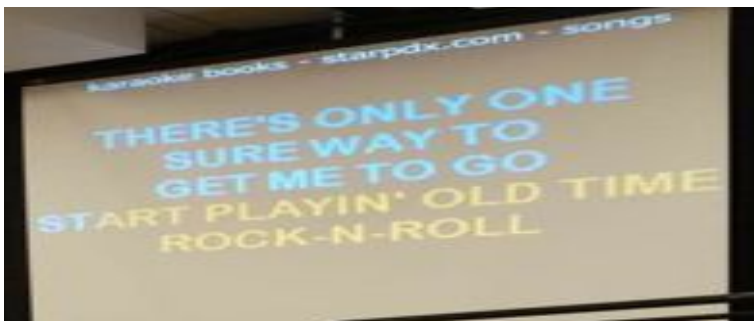 karaoke books - starpdx.com - songs
THERE'S ONLY ONE
SURE WAY TO
GET ME TO GO
START PLAYIN' OLD TIME
ROCK-N-ROLL